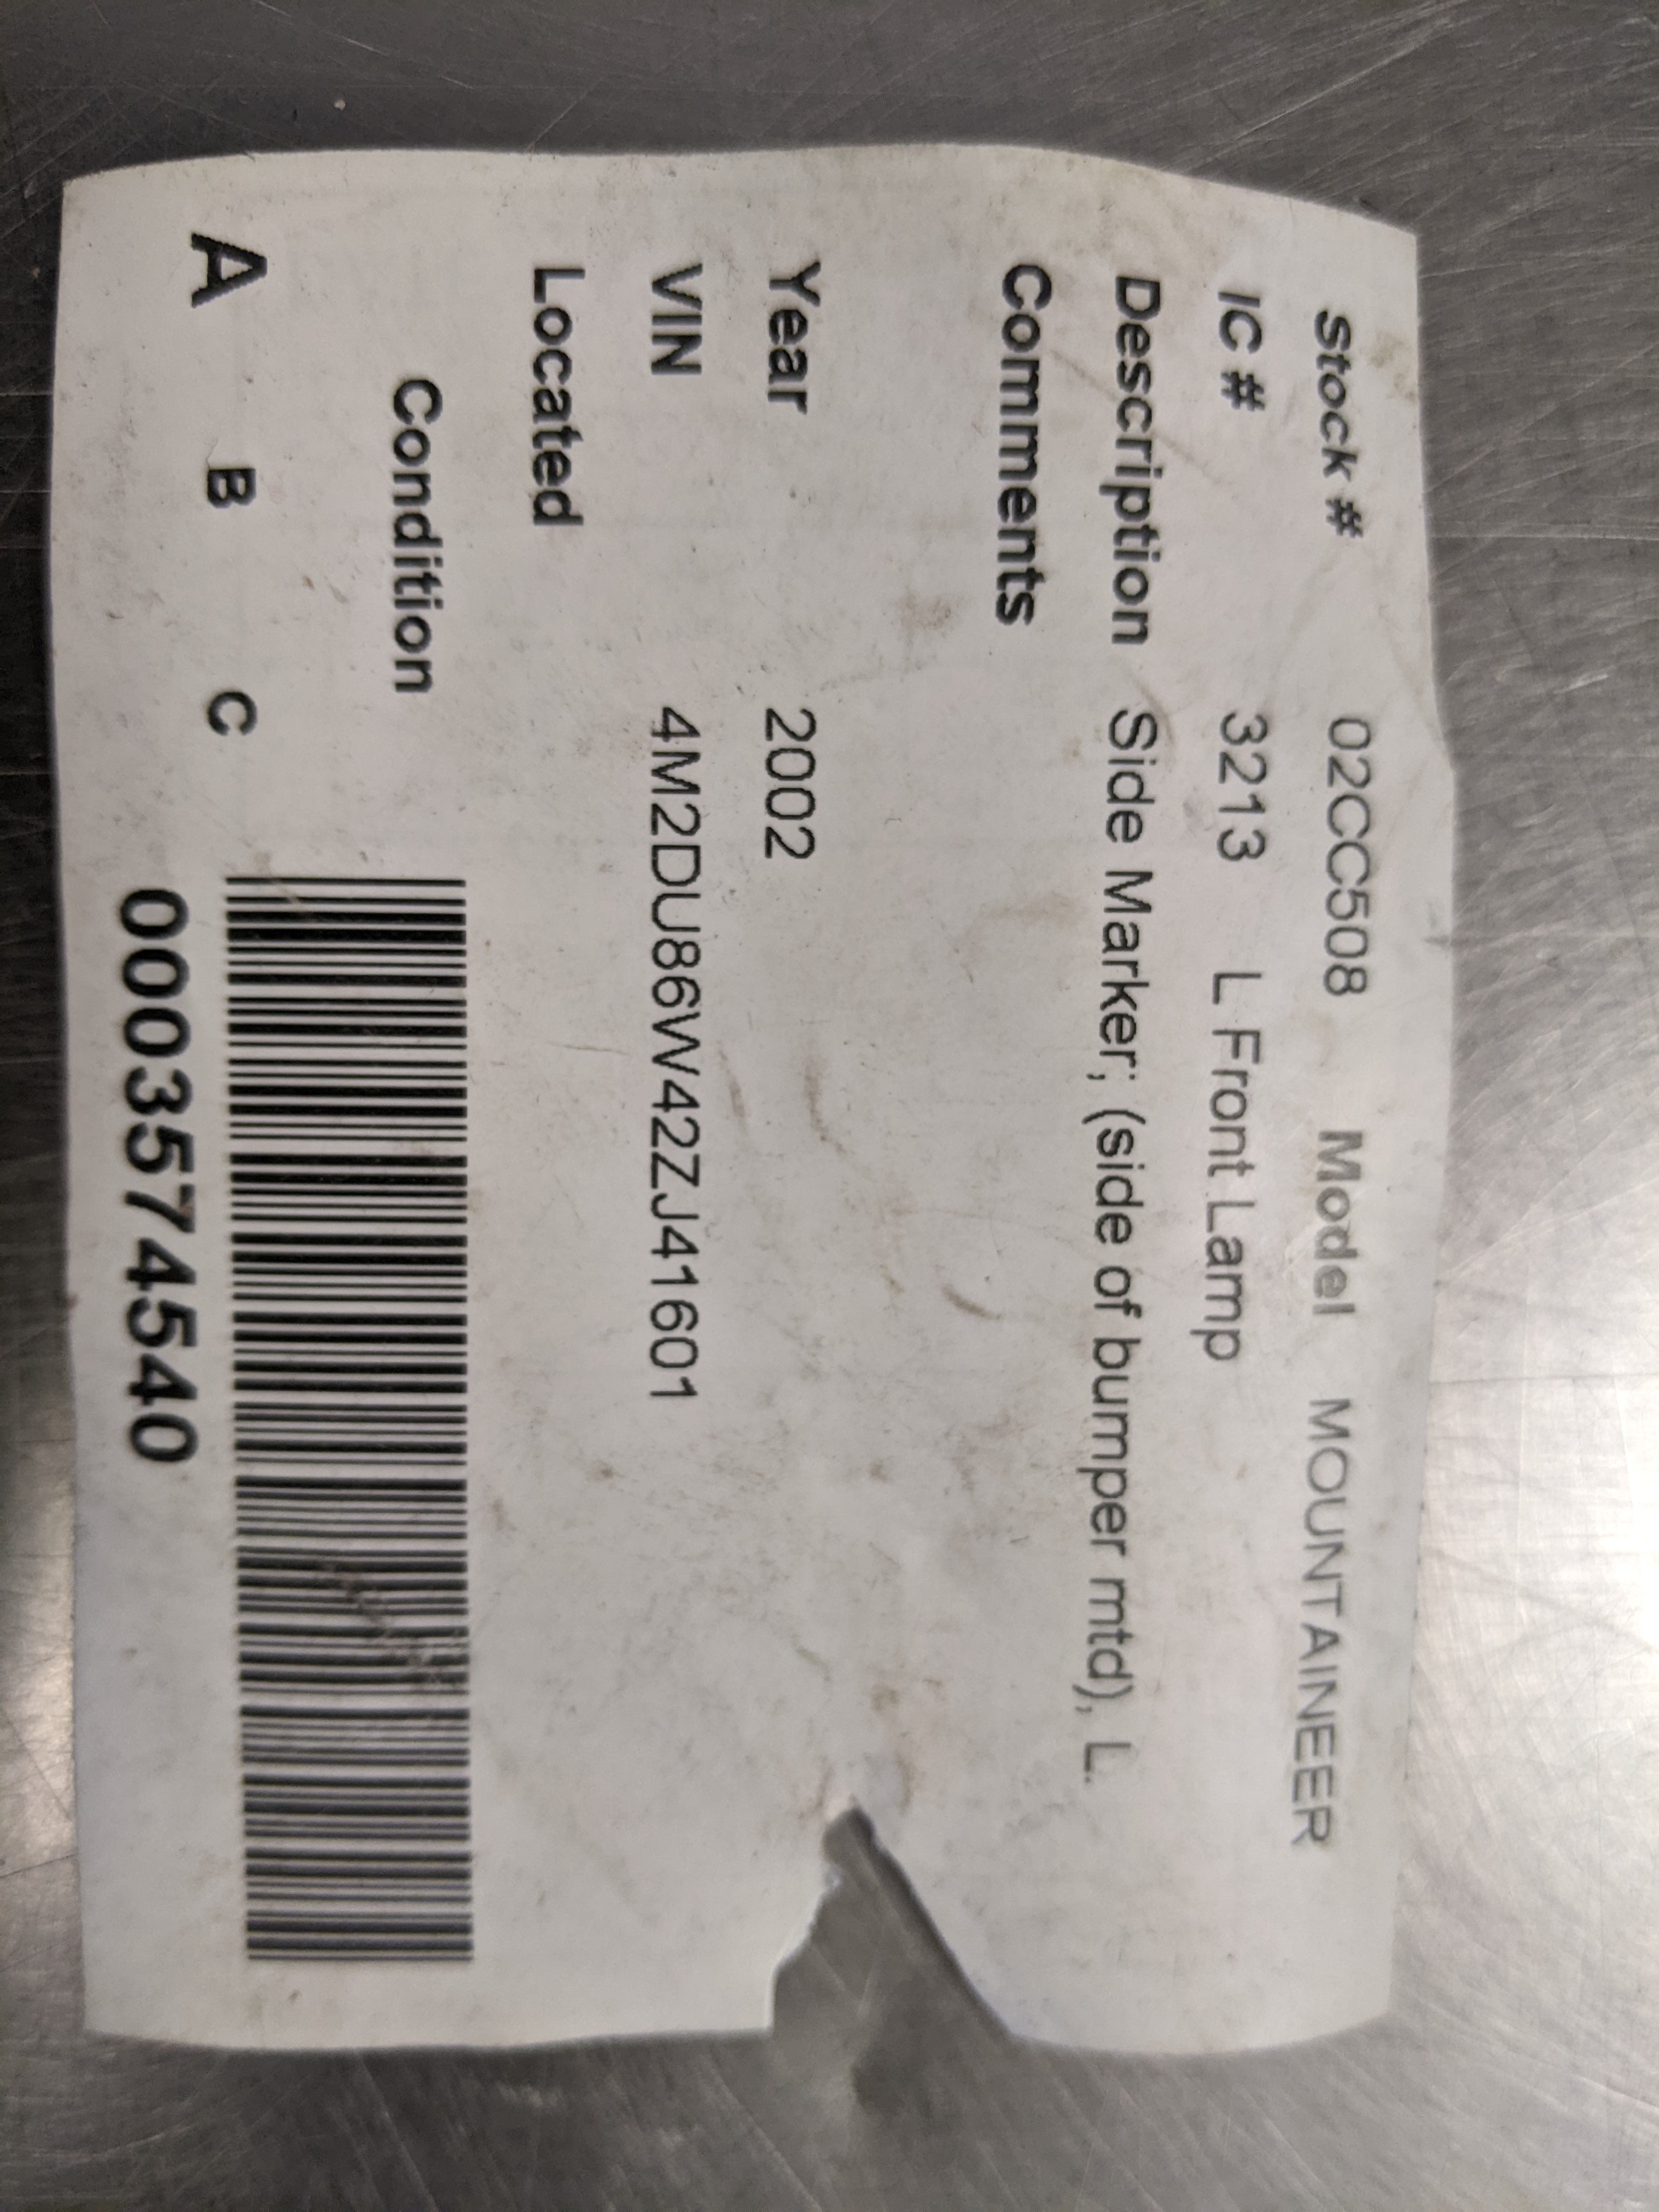 Stock # 02CC508 Model MOUNTAINEER
IC # 3213 L Front Lamp
Description Side Marker; (side of bumper mtd), L.
Comments
Year 2002
VIN 4M2DU86W42ZJ41601
Located
Condition
A B C
0003574540